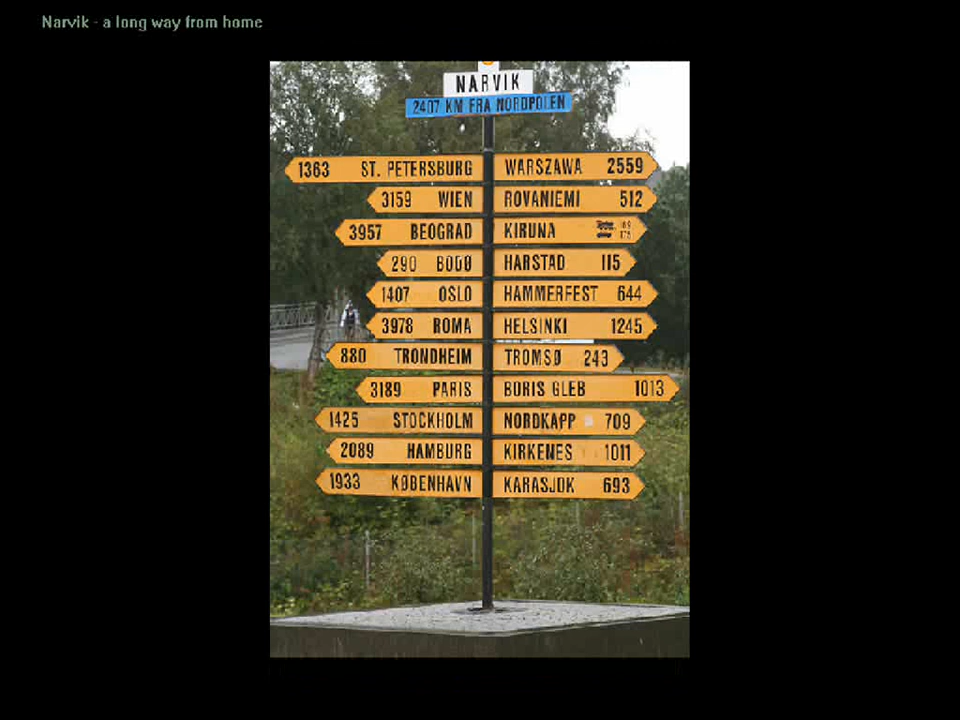 Narvik - a long way from home
NARVIK
2407 KM FRA NORDPOLEN
1363 ST. PETERSBURG
WARSZAWA 2559
3159 WIEN
ROVANIEMI 512
3957 BEOGRAD
KIRUNA
290 BODØ
HARSTAD 115
1407 OSLO
HAMMERFEST 644
3978 ROMA
HELSINKI 1245
880 TRONDHEIM
TROMSØ 243
3189 PARIS
BORIS GLEB 1013
1425 STOCKHOLM
NORDKAPP 709
2089 HAMBURG
KIRKENES 1011
1933 KØBENHAVN
KARASJOK 693